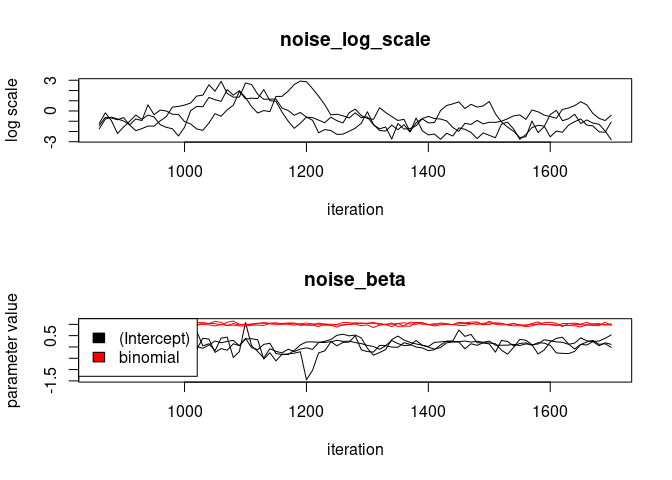 noise_log_scale
log scale
3
0
-3
1000 1200 1400 1600
iteration
noise_beta
parameter value
0.5
-1.5
(Intercept)
binomial
1000 1200 1400 1600
iteration